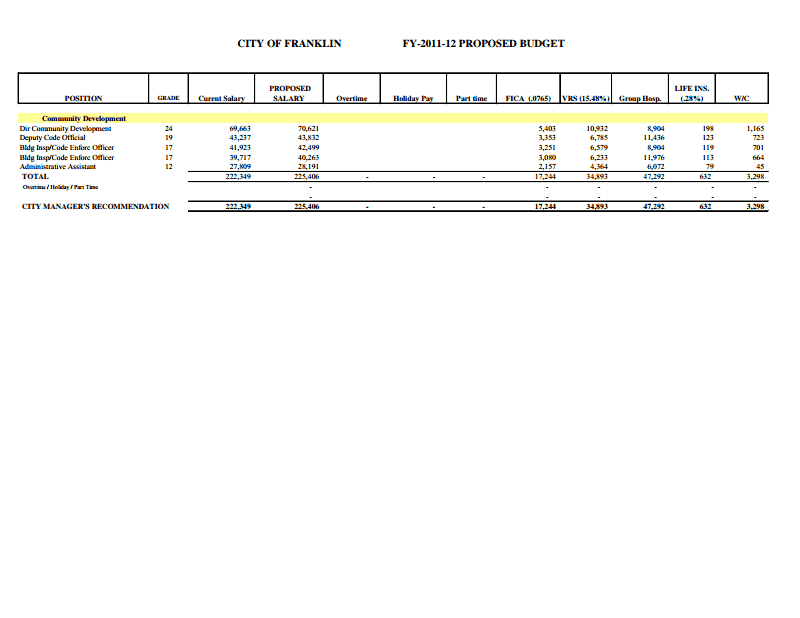 CITY OF FRANKLIN FY-2011-12 PROPOSED BUDGET
POSITION GRADE Curent Salary PROPOSED SALARY Overtime Holiday Pay Part time FICA (.0765) VRS (15.48%) Group Hosp. LIFE INS. (.28%) W/C
Community Development
Dir Community Development 24 69,663 70,621 5,403 10,932 8,904 198 1,165
Deputy Code Official 19 43,237 43,832 3,353 6,785 11,436 123 723
Bldg Insp/Code Enforc Officer 17 41,923 42,499 3,251 6,579 8,904 119 701
Bldg Insp/Code Enforc Officer 17 39,717 40,263 3,080 6,233 11,976 113 664
Administrative Assistant 12 27,809 28,191 2,157 4,364 6,072 79 45
TOTAL 222,349 225,406 - - - 17,244 34,893 47,292 632 3,298
Overtime / Holiday / Part Time - - - - - -
- - - - - -
CITY MANAGER'S RECOMMENDATION 222,349 225,406 - - - 17,244 34,893 47,292 632 3,298